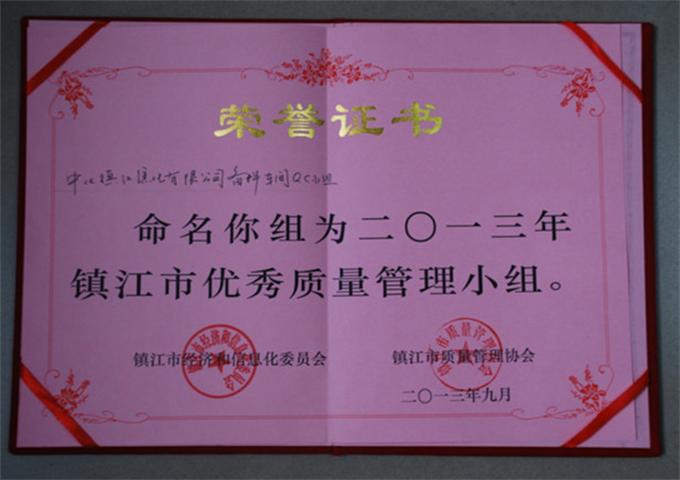 荣誉证书
中化镇江焦化有限公司备煤车间QC小组
命名你组为二〇一三年
镇江市优秀质量管理小组。
镇江市经济和信息化委员会
镇江市质量管理协会
二〇一三年九月